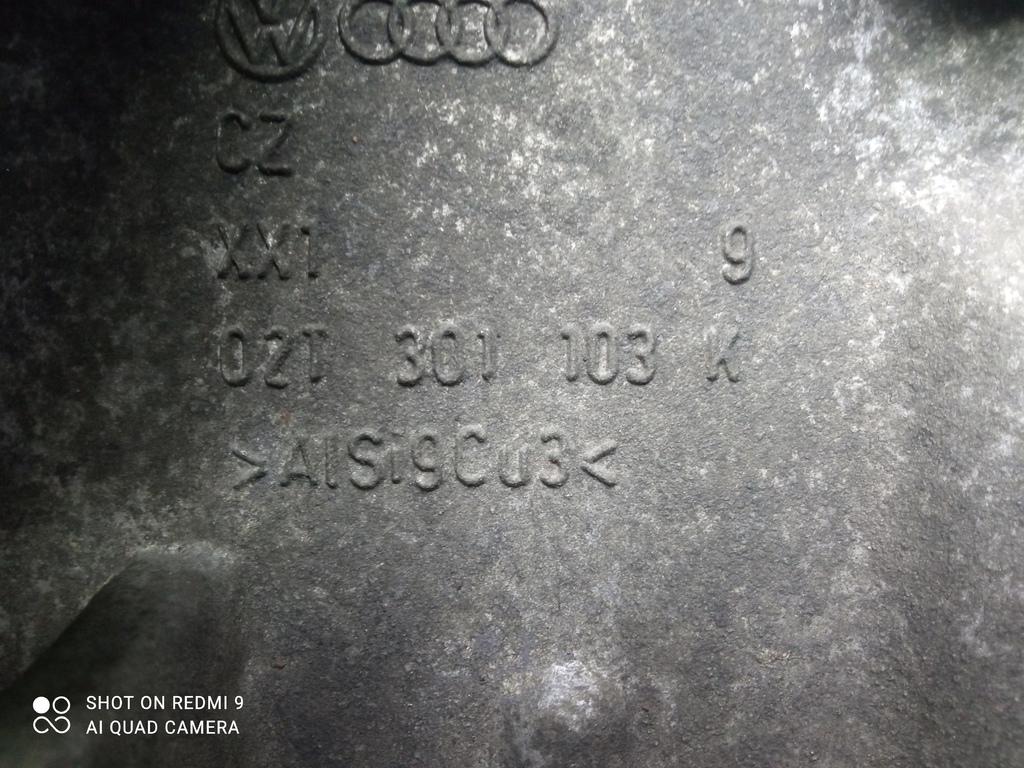 CZ
XX1 9
02T 301 103 K
>AlSi9Cu3<
SHOT ON REDMI 9
AI QUAD CAMERA